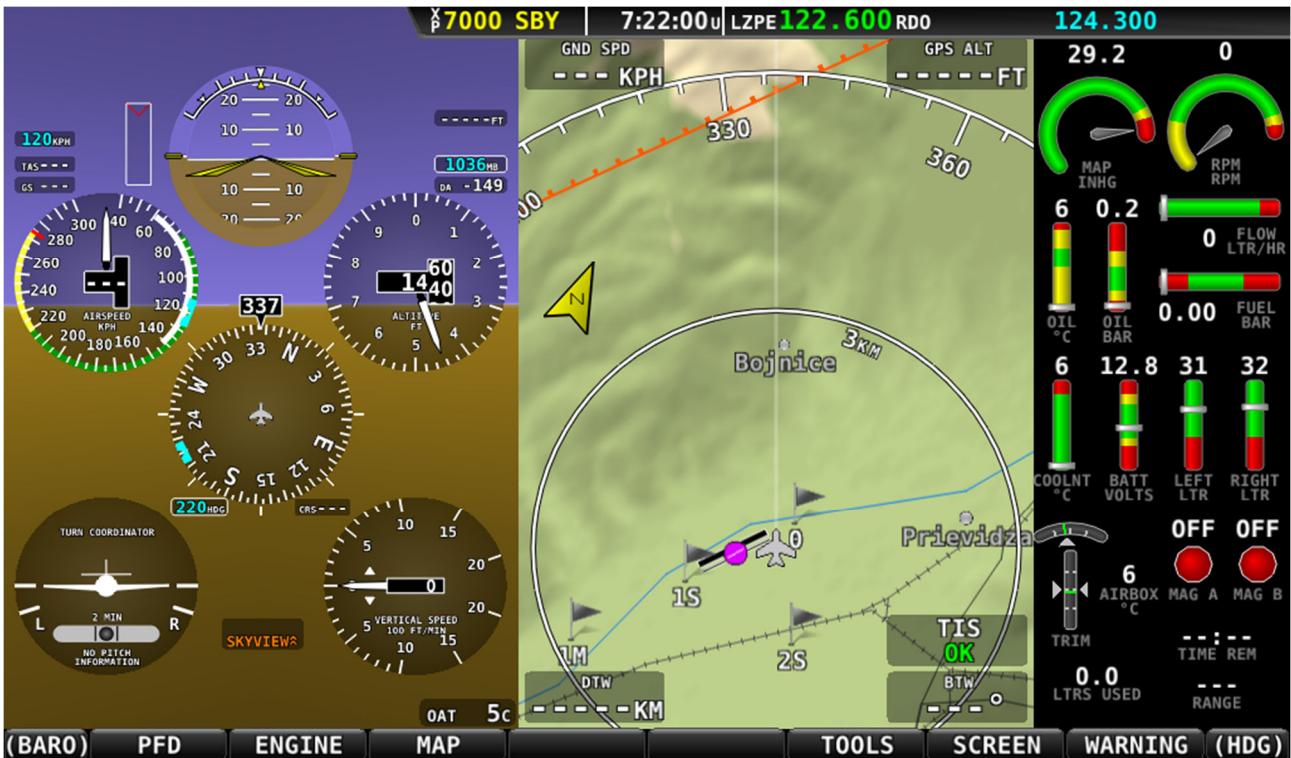 XP 7000 SBY 7:22:00U LZPE 122.600 RDO 124.300
120KPH
TAS---
GS ---
20 20
10 10
10 10
20 20
-----FT
1036MB
DA -149
300 40 60 80 100 120 140 160 180 200 220 240 260 280
AIRSPEED
KPH
0 1 2 3 4 5 6 7 8 9
14 60
40
ALTITUDE
FT
337
33 N 3 6 E 12 15 S 21 24 W 30
220HDG
CRS---
TURN COORDINATOR
2 MIN
L R
NO PITCH
INFORMATION
SKYVIEW
10 15
5 20
0
5 20
10 15
VERTICAL SPEED
100 FT/MIN
OAT 5C
GND SPD
--- KPH
GPS ALT
-----FT
330
360
00
N
3KM
Bojnice
Prievidza
0
1S
1M
2S
TIS
OK
DTW
-----KM
BTW
---°
29.2 0
MAP
INHG
RPM
RPM
6 0.2
OIL
°C
OIL
BAR
0 FLOW
LTR/HR
0.00 FUEL
BAR
6 12.8 31 32
COOLNT
°C
BATT
VOLTS
LEFT
LTR
RIGHT
LTR
TRIM
6
AIRBOX
°C
OFF OFF
MAG A MAG B
--:--
TIME REM
0.0
LTRS USED
---
RANGE
(BARO) PFD ENGINE MAP TOOLS SCREEN WARNING (HDG)